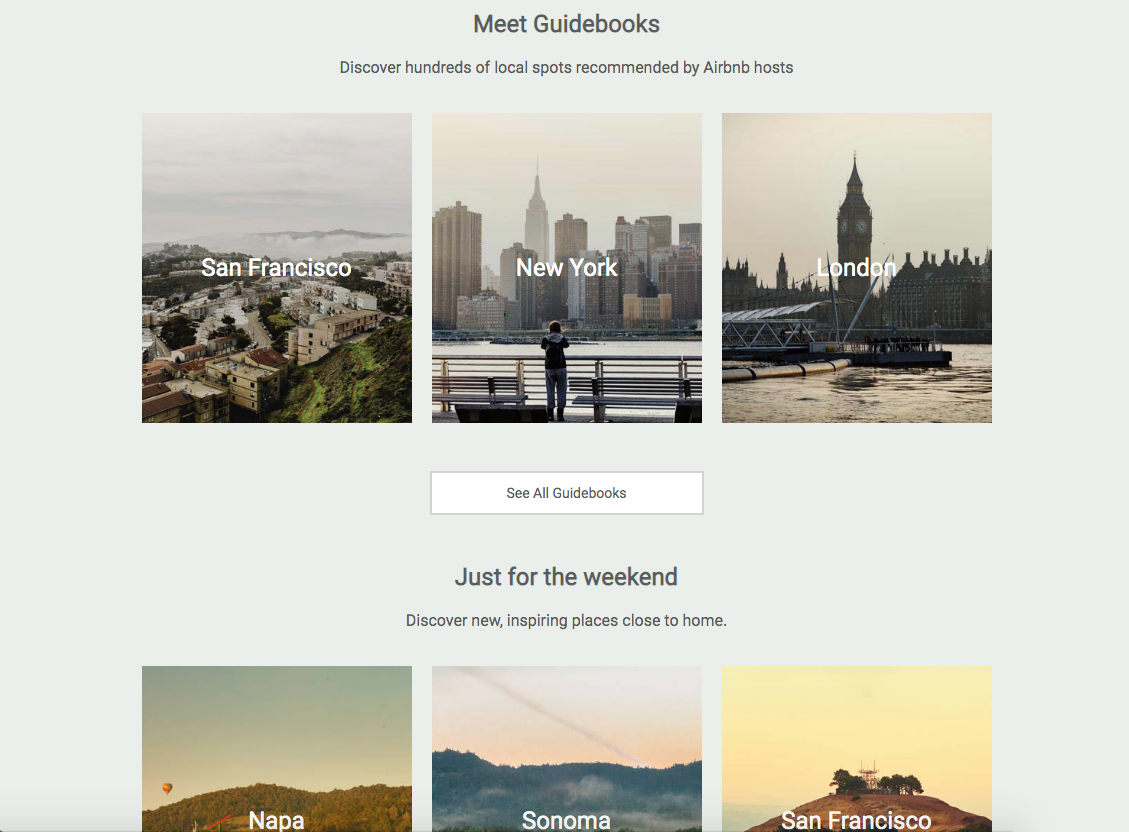 Meet Guidebooks
Discover hundreds of local spots recommended by Airbnb hosts
San Francisco
New York
London
See All Guidebooks
Just for the weekend
Discover new, inspiring places close to home.
Napa
Sonoma
San Francisco